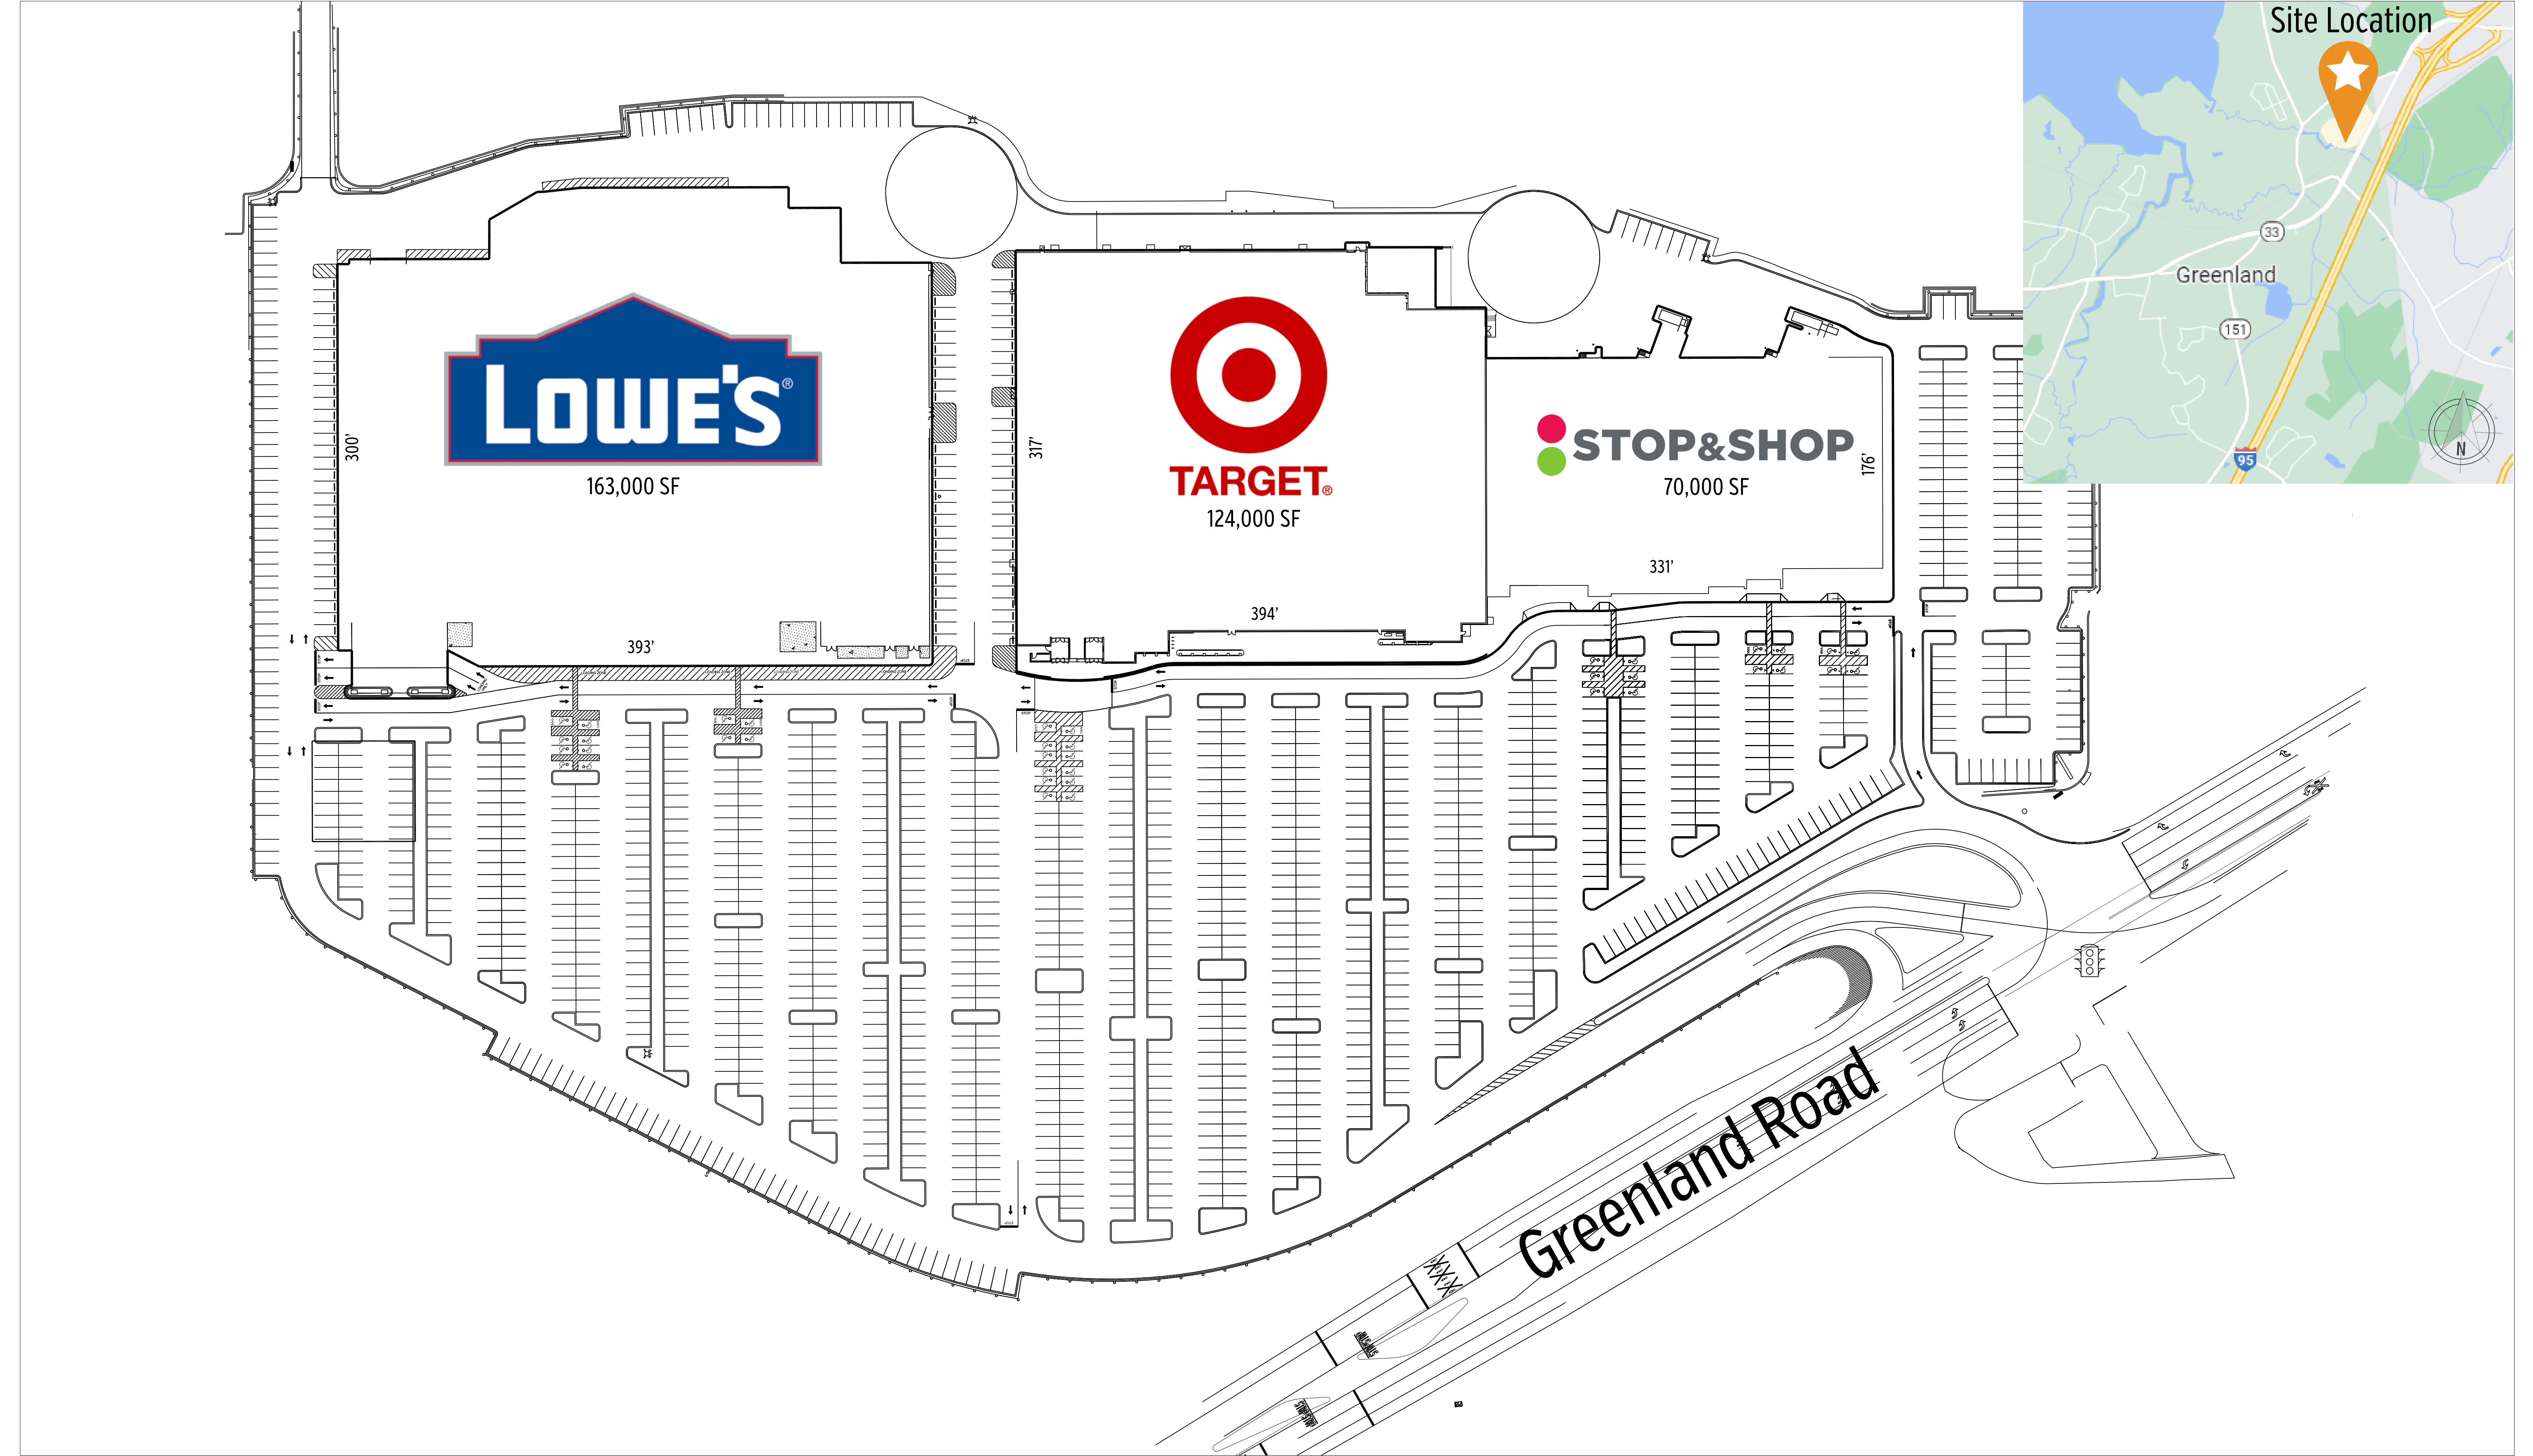 Site Location
33
Greenland
151
95
N
LOWE'S®
163,000 SF
300'
393'
TARGET®
124,000 SF
317'
394'
STOP&SHOP
70,000 SF
176'
331'
Greenland Road